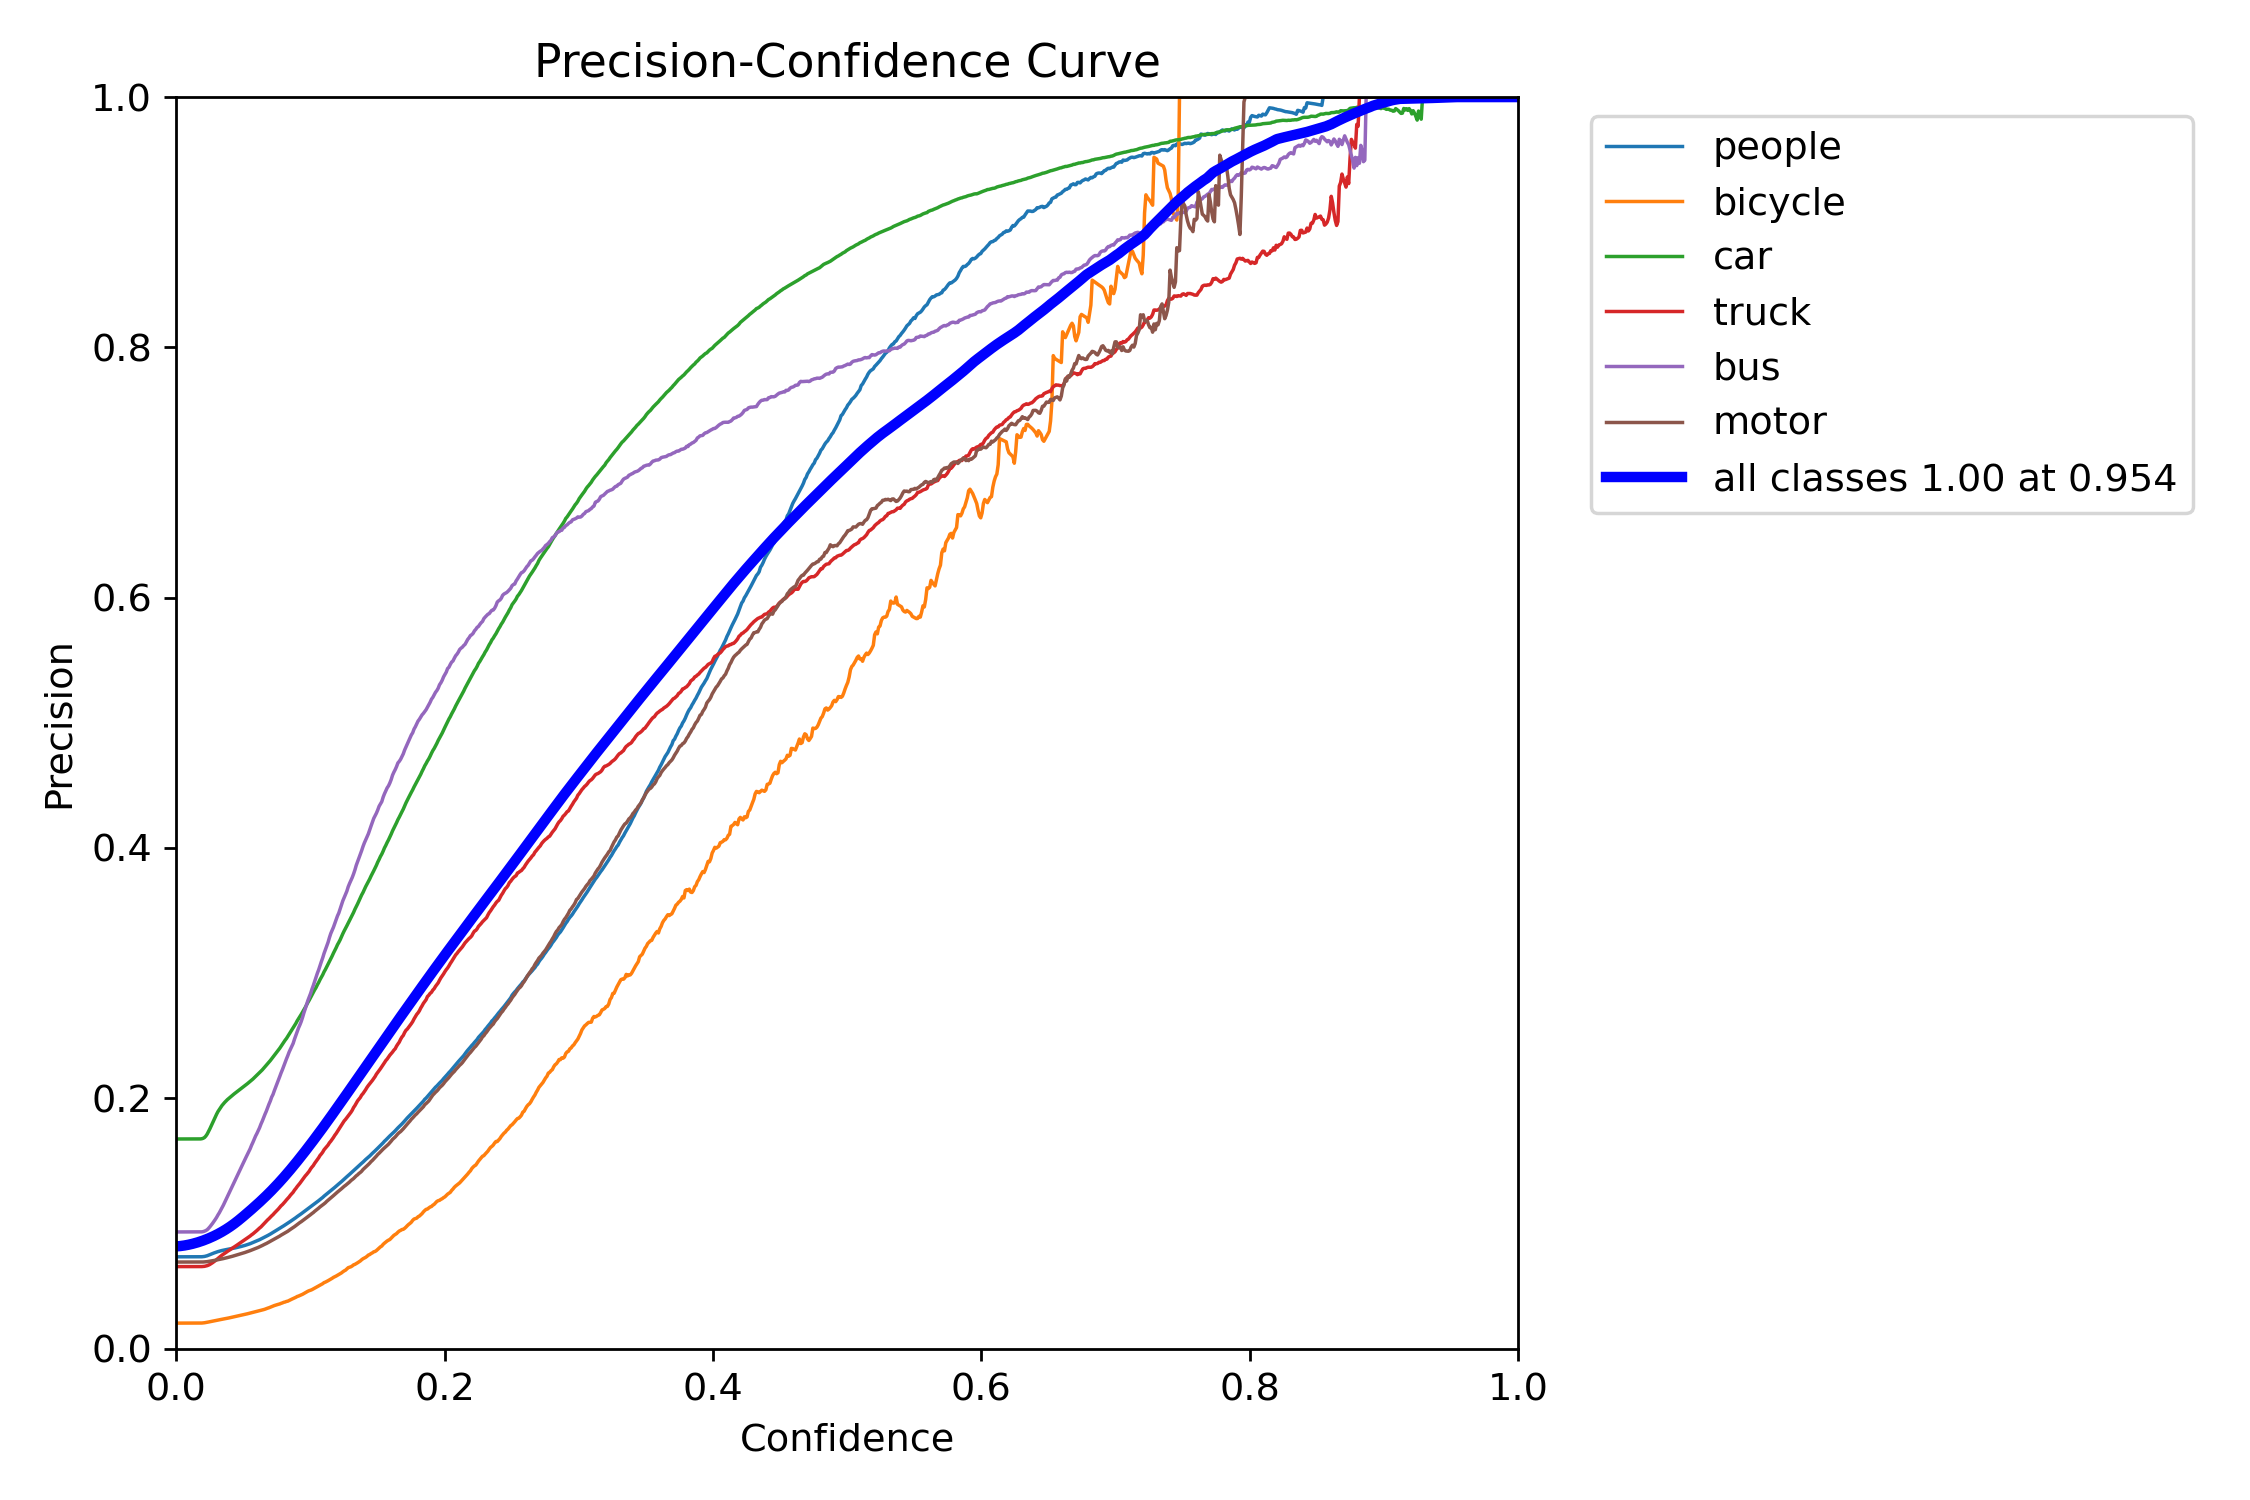 Precision-Confidence Curve
1.0
0.8
0.6
0.4
0.2
0.0
Precision
0.0 0.2 0.4 0.6 0.8 1.0
Confidence
people
bicycle
car
truck
bus
motor
all classes 1.00 at 0.954